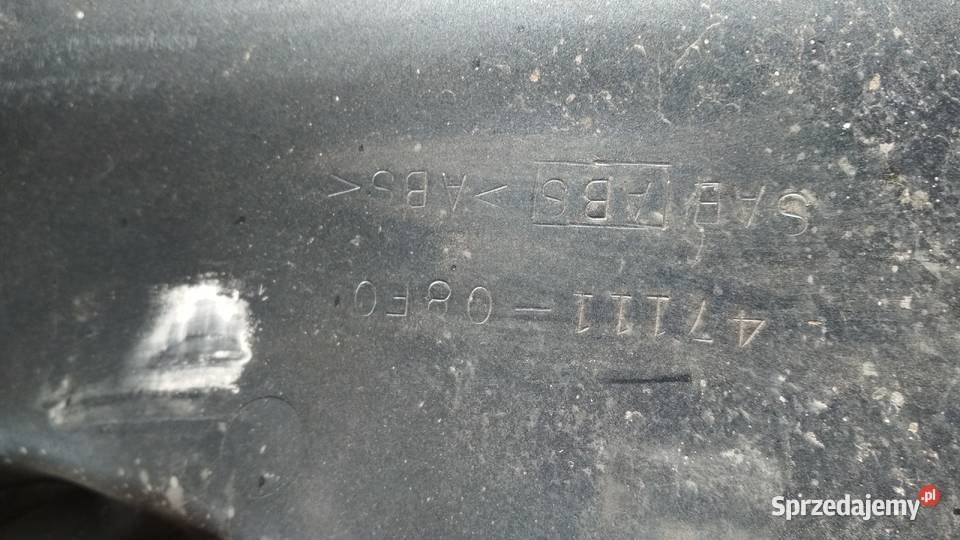 47111-08F0
SAE ABS >ABS<
Sprzedajemy.pl